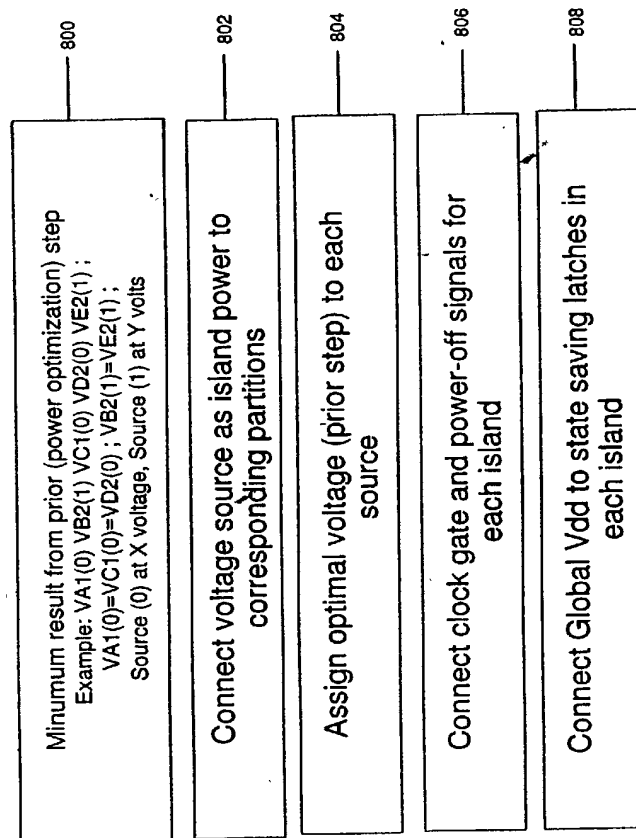 Minumum result from prior (power optimization) step
Example: VA1(0) VB2(1) VC1(0) VD2(0) VE2(1) ;
VA1(0)=VC1(0)=VD2(0) ; VB2(1)=VE2(1) ;
Source (0) at X voltage, Source (1) at Y volts
800
Connect voltage source as island power to
corresponding partitions
802
Assign optimal voltage (prior step) to each
source
804
Connect clock gate and power-off signals for
each island
806
Connect Global Vdd to state saving latches in
each island
808